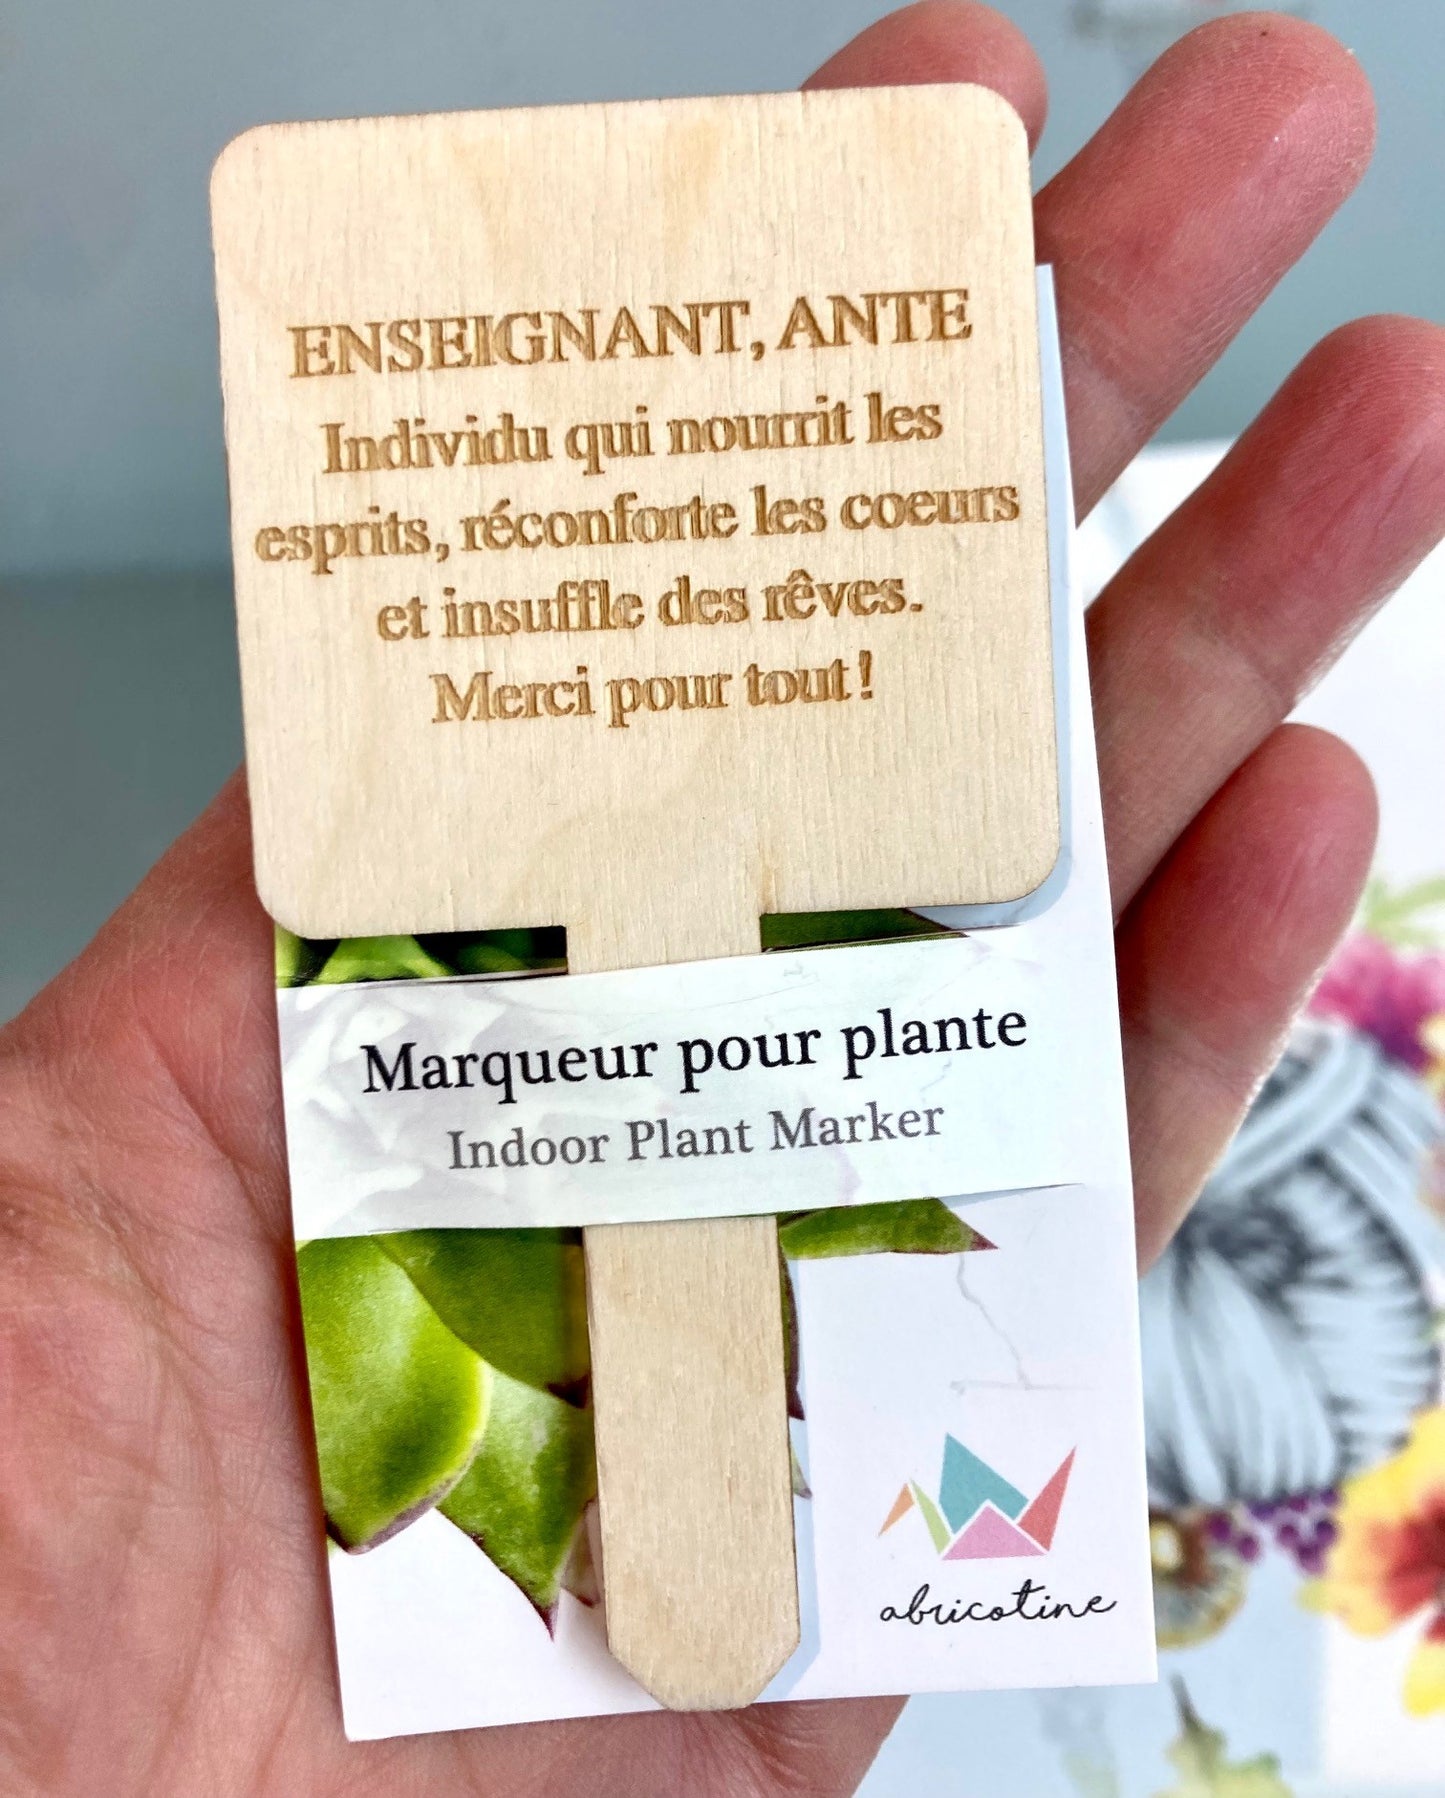 ENSEIGNANT, ANTE
Individu qui nourrit les
esprits, réconforte les coeurs
et insuffle des rêves.
Merci pour tout!
Marqueur pour plante
Indoor Plant Marker
abricotine